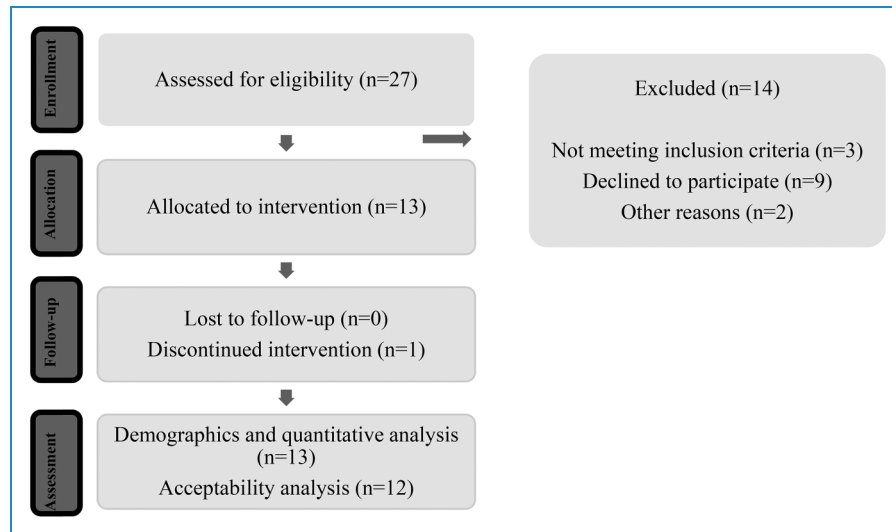 Enrollment
Assessed for eligibility (n=27)
Excluded (n=14)
Not meeting inclusion criteria (n=3)
Declined to participate (n=9)
Other reasons (n=2)
Allocation
Allocated to intervention (n=13)
Follow-up
Lost to follow-up (n=0)
Discontinued intervention (n=1)
Assessment
Demographics and quantitative analysis
(n=13)
Acceptability analysis (n=12)